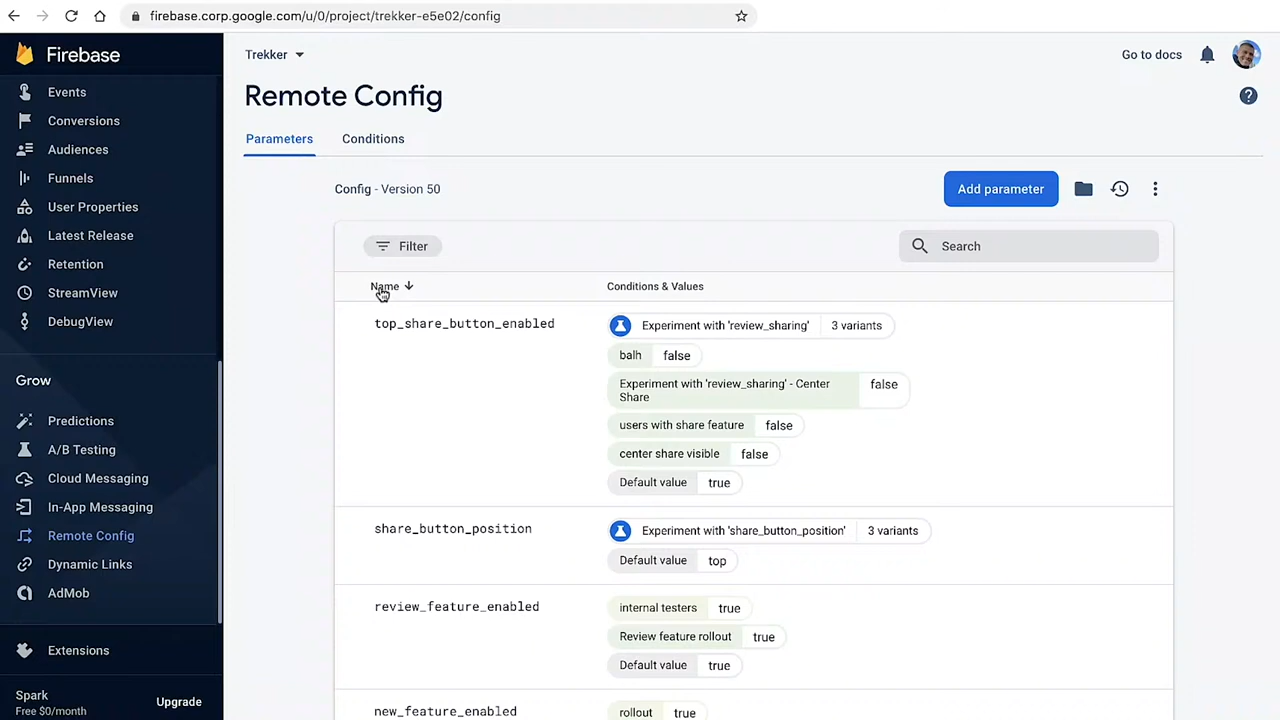 firebase.corp.google.com/u/0/project/trekker-e5e02/config
Firebase
Events
Conversions
Audiences
Funnels
User Properties
Latest Release
Retention
StreamView
DebugView
Grow
Predictions
A/B Testing
Cloud Messaging
In-App Messaging
Remote Config
Dynamic Links
AdMob
Extensions
Spark
Free $0/month
Upgrade
Trekker
Go to docs
Remote Config
Parameters
Conditions
Config - Version 50
Add parameter
Filter
Search
Name
Conditions & Values
top_share_button_enabled
Experiment with 'review_sharing' 3 variants
balh false
Experiment with 'review_sharing' - Center
Share
false
users with share feature false
center share visible false
Default value true
share_button_position
Experiment with 'share_button_position' 3 variants
Default value top
review_feature_enabled
internal testers true
Review feature rollout true
Default value true
new_feature_enabled
rollout true